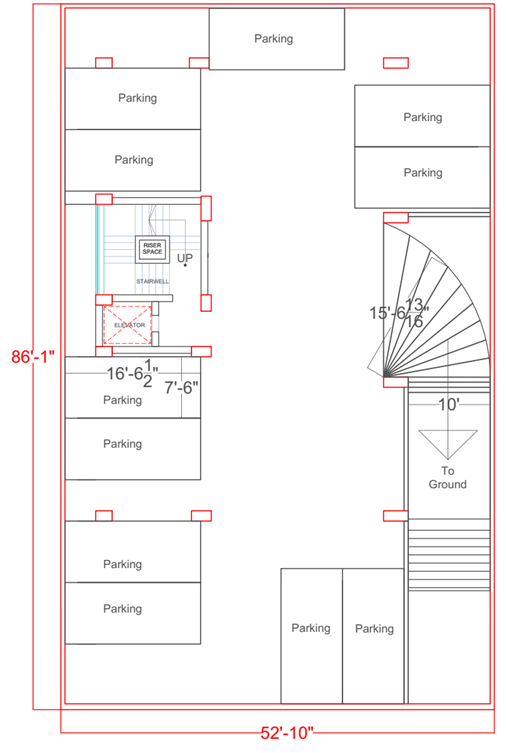 Parking
Parking
Parking
Parking
Parking
RISER
SPACE
UP
STAIRWELL
ELEVATOR
15'-6 13/16"
86'-1"
16'-6 1/2"
7'-6"
Parking
10'
Parking
To
Ground
Parking
Parking
Parking
Parking
52'-10"